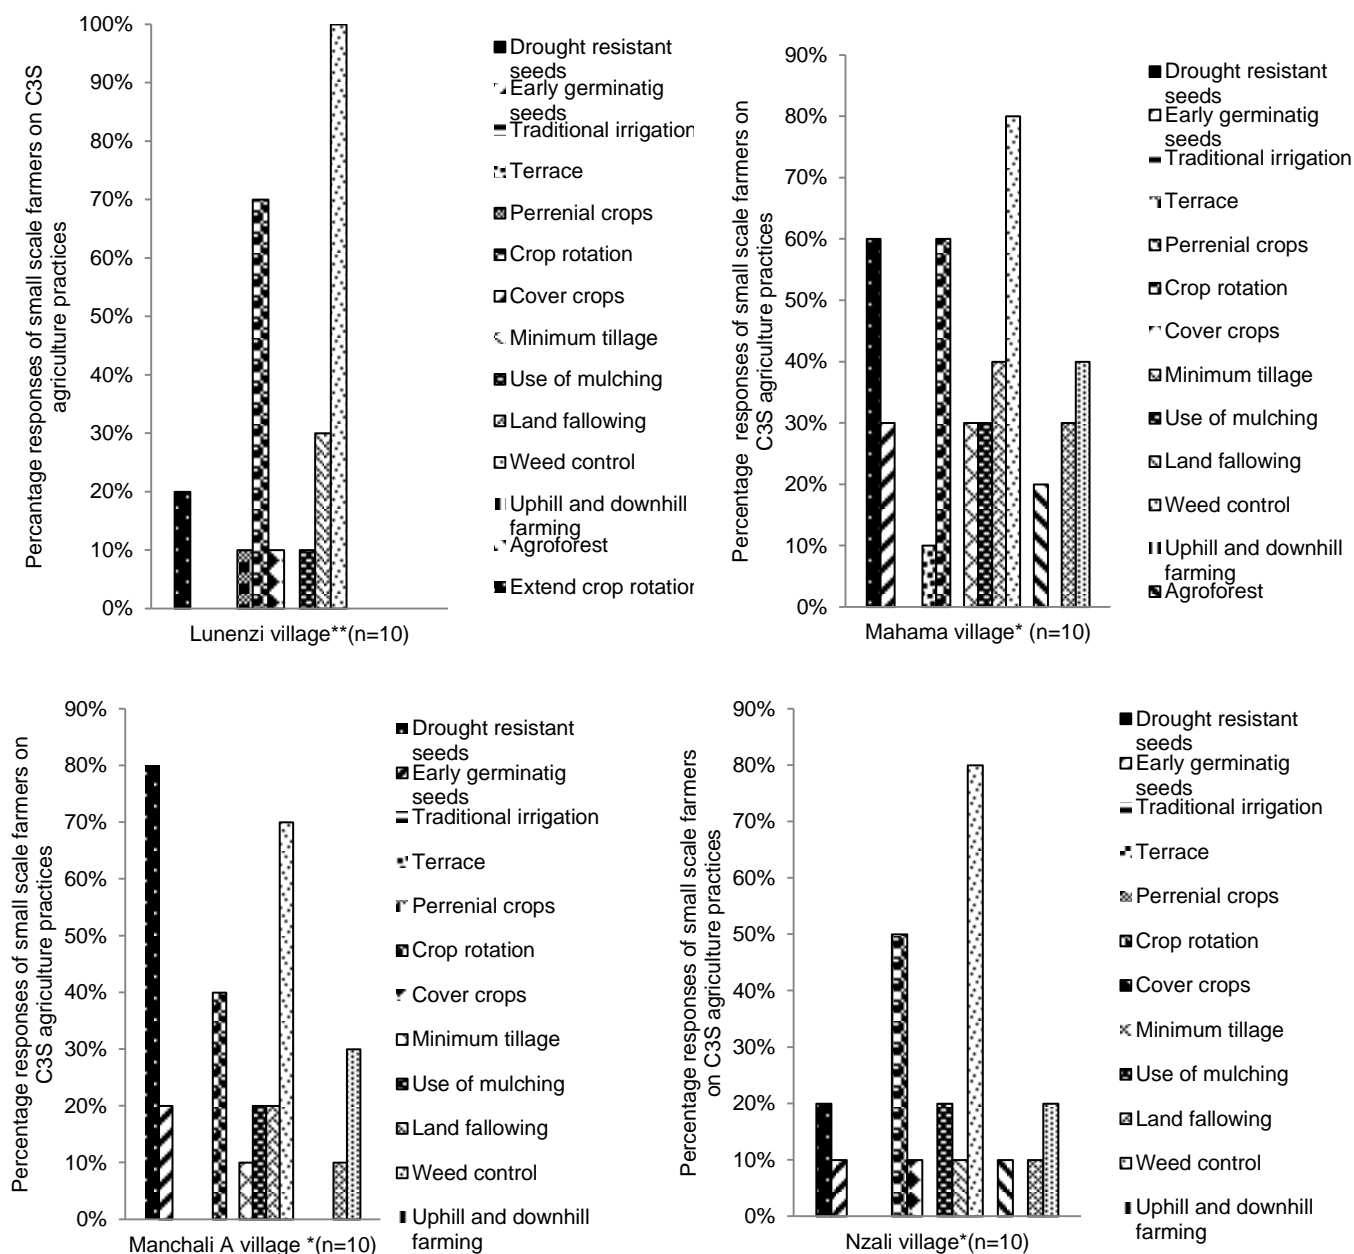 Percantage responses of small scale farmers on C3S
agriculture practices
100%
90%
80%
70%
60%
50%
40%
30%
20%
10%
0%
Lunenzi village**(n=10)
Drought resistant
seeds
Early germinatig
seeds
Traditional irrigation
Terrace
Perrenial crops
Crop rotation
Cover crops
Minimum tillage
Use of mulching
Land fallowing
Weed control
Uphill and downhill
farming
Agroforest
Extend crop rotation
Percentage responses of small scale farmers on
C3S agriculture practices
90%
80%
70%
60%
50%
40%
30%
20%
10%
0%
Mahama village* (n=10)
Drought resistant
seeds
Early germinatig
seeds
Traditional irrigation
Terrace
Perrenial crops
Crop rotation
Cover crops
Minimum tillage
Use of mulching
Land fallowing
Weed control
Uphill and downhill
farming
Agroforest
Percentage responses of small scale farmers on
C3S agriculture practices
90%
80%
70%
60%
50%
40%
30%
20%
10%
0%
Manchali A village *(n=10)
Drought resistant
seeds
Early germinatig
seeds
Traditional irrigation
Terrace
Perrenial crops
Crop rotation
Cover crops
Minimum tillage
Use of mulching
Land fallowing
Weed control
Uphill and downhill
farming
Percentage responses of small scale farmers
on C3S agriculture practices
90%
80%
70%
60%
50%
40%
30%
20%
10%
0%
Nzali village*(n=10)
Drought resistant
seeds
Early germinatig
seeds
Traditional irrigation
Terrace
Perrenial crops
Crop rotation
Cover crops
Minimum tillage
Use of mulching
Land fallowing
Weed control
Uphill and downhill
farming